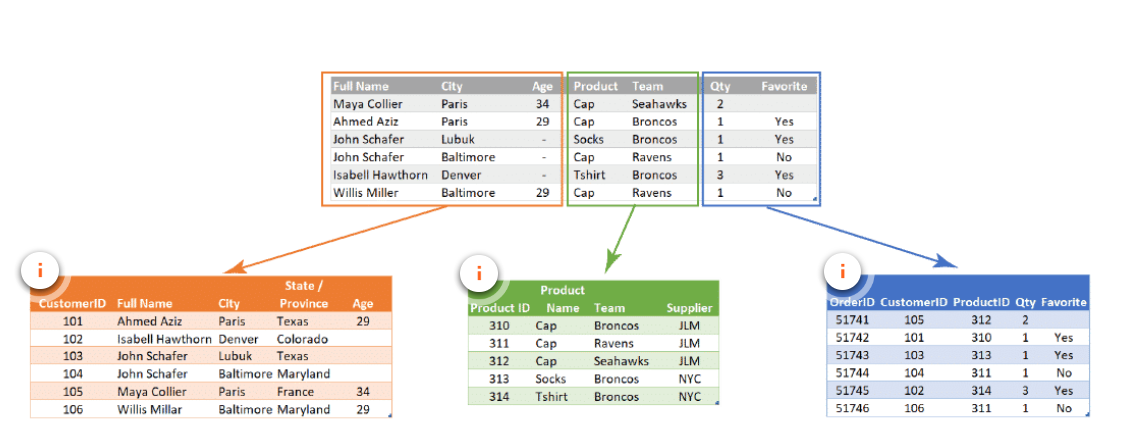 Full Name City Age Product Team Qty Favorite
Maya Collier Paris 34 Cap Seahawks 2
Ahmed Aziz Paris 29 Cap Broncos 1 Yes
John Schafer Lubuk - Socks Broncos 1 Yes
John Schafer Baltimore - Cap Ravens 1 No
Isabell Hawthorn Denver - Tshirt Broncos 3 Yes
Willis Miller Baltimore 29 Cap Ravens 1 No
i
State /
CustomerID Full Name City Province Age
101 Ahmed Aziz Paris Texas 29
102 Isabell Hawthorn Denver Colorado
103 John Schafer Lubuk Texas
104 John Schafer Baltimore Maryland
105 Maya Collier Paris France 34
106 Willis Millar Baltimore Maryland 29
i
Product
Product ID Name Team Supplier
310 Cap Broncos JLM
311 Cap Ravens JLM
312 Cap Seahawks JLM
313 Socks Broncos NYC
314 Tshirt Broncos NYC
i
OrderID CustomerID ProductID Qty Favorite
51741 105 312 2
51742 101 310 1 Yes
51743 103 313 1 Yes
51744 104 311 1 No
51745 102 314 3 Yes
51746 106 311 1 No